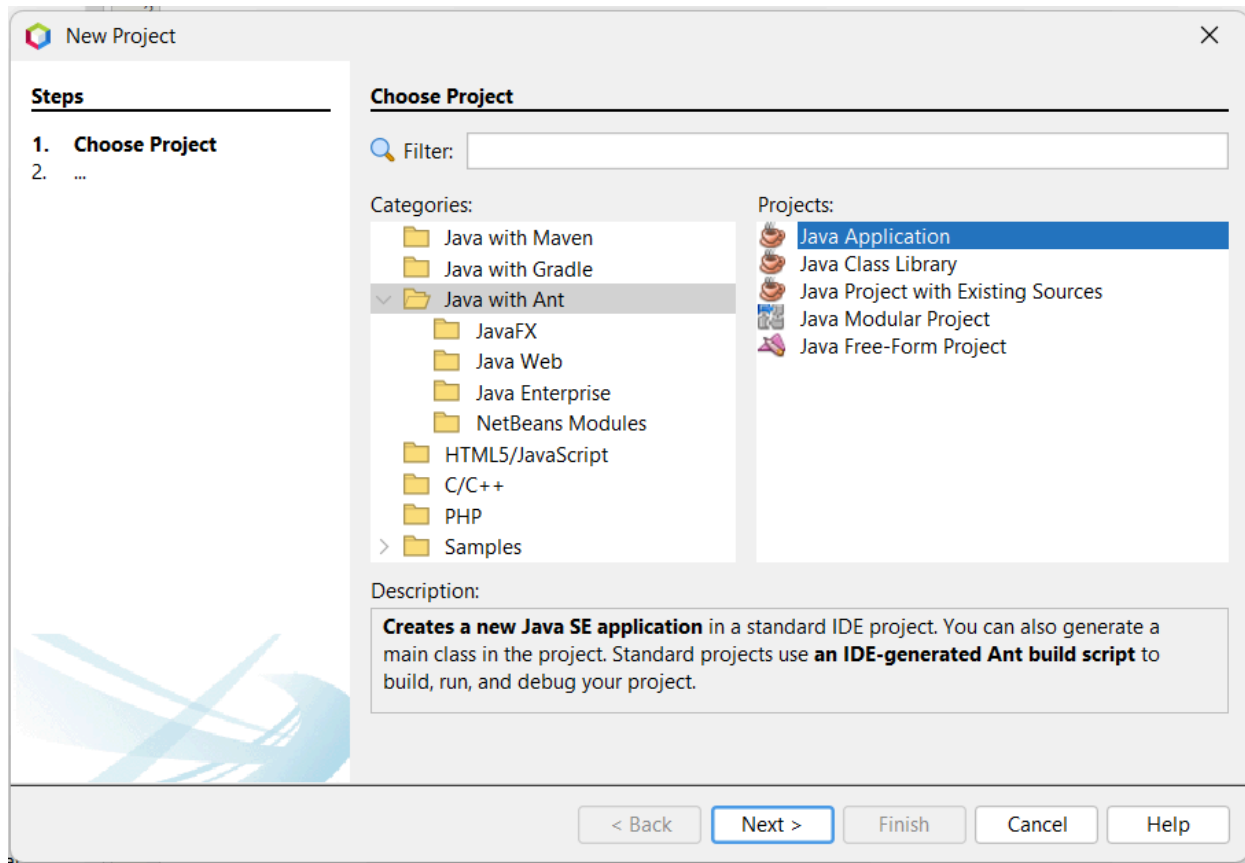 New Project
Steps
1. Choose Project
2. ...
Choose Project
Filter:
Categories:
Java with Maven
Java with Gradle
Java with Ant
JavaFX
Java Web
Java Enterprise
NetBeans Modules
HTML5/JavaScript
C/C++
PHP
Samples
Projects:
Java Application
Java Class Library
Java Project with Existing Sources
Java Modular Project
Java Free-Form Project
Description:
Creates a new Java SE application in a standard IDE project. You can also generate a
main class in the project. Standard projects use an IDE-generated Ant build script to
build, run, and debug your project.
< Back
Next >
Finish
Cancel
Help